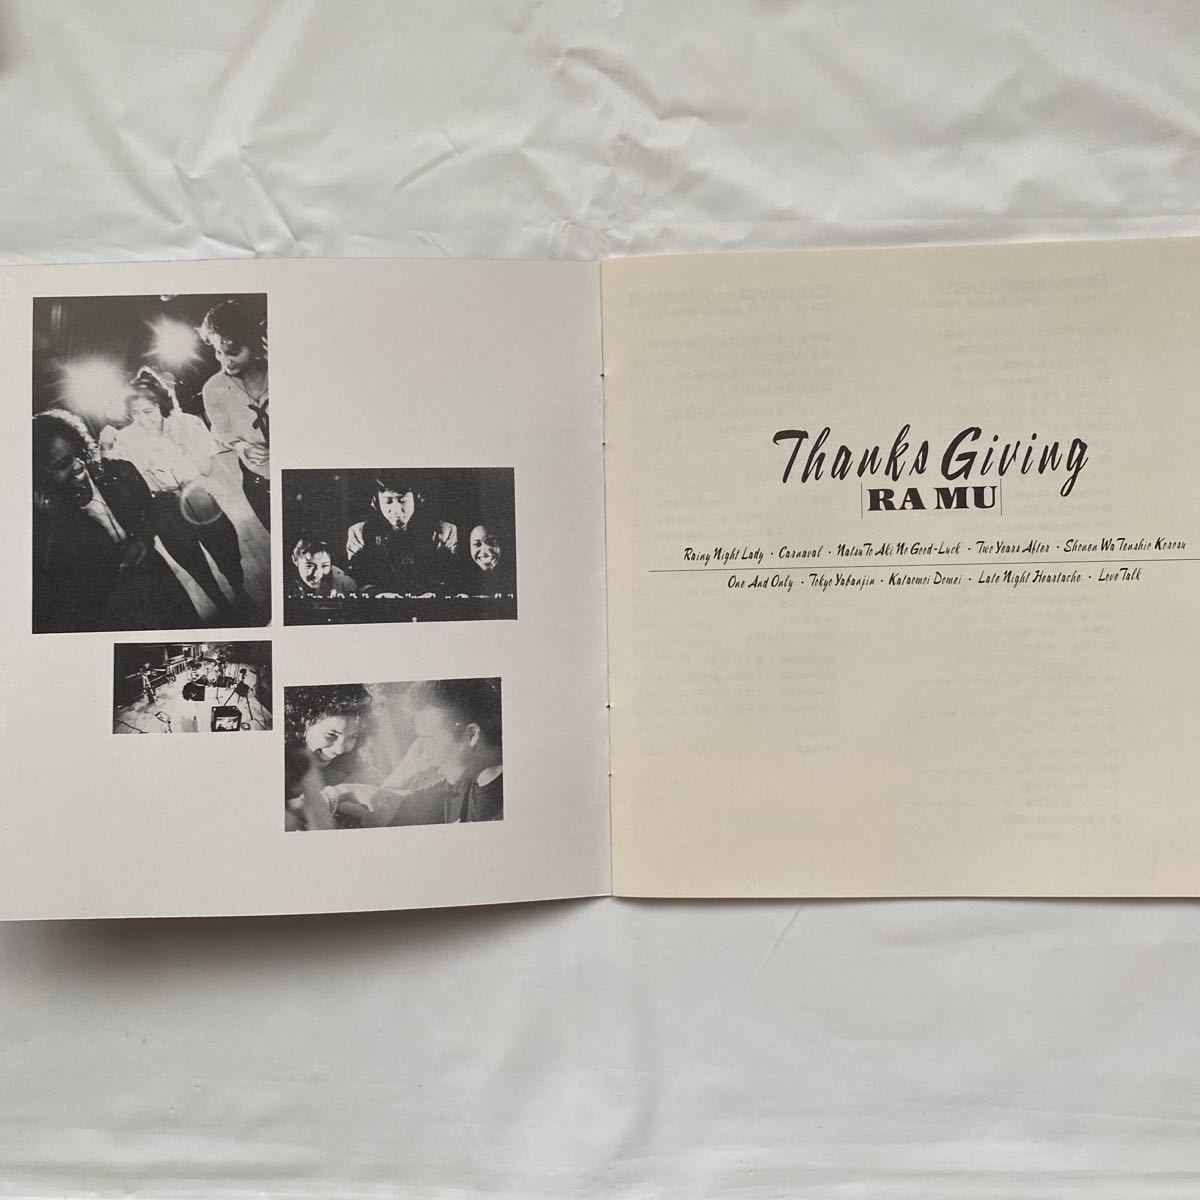 Thanks Giving
RA MU
Rainy Night Lady · Carnaval · Natsu To Aki No Good-Luck · Two Years After · Shonen Wa Tenshio Korosu
One And Only · Tokyo Yabanjin · Kataomoi Domei · Late Night Heartache · Love Talk